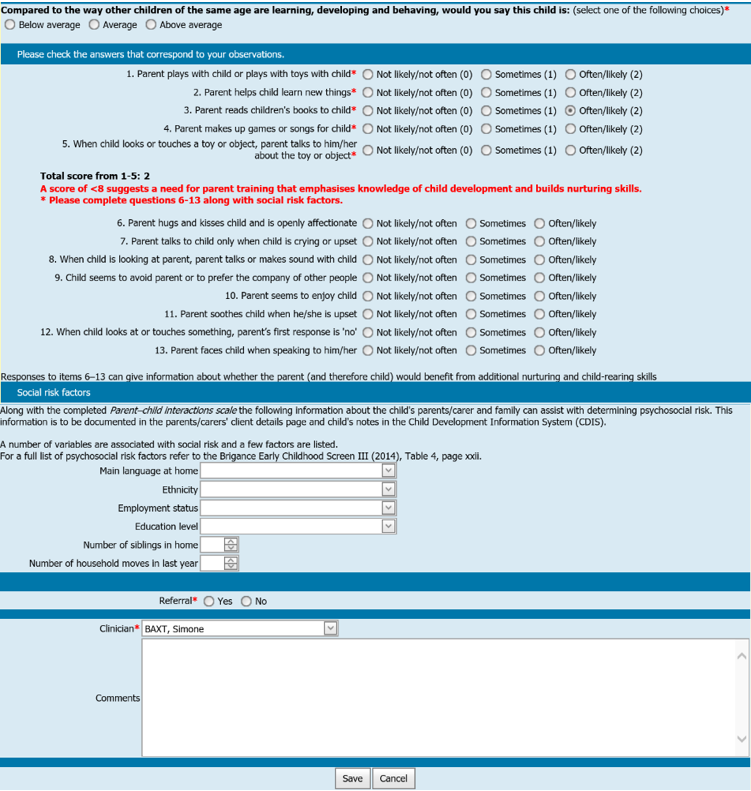 Compared to the way other children of the same age are learning, developing and behaving, would you say this child is: (select one of the following choices)*
Below average Average Above average
Please check the answers that correspond to your observations.
1. Parent plays with child or plays with toys with child* Not likely/not often (0) Sometimes (1) Often/likely (2)
2. Parent helps child learn new things* Not likely/not often (0) Sometimes (1) Often/likely (2)
3. Parent reads children's books to child* Not likely/not often (0) Sometimes (1) Often/likely (2)
4. Parent makes up games or songs for child* Not likely/not often (0) Sometimes (1) Often/likely (2)
5. When child looks or touches a toy or object, parent talks to him/her
about the toy or object* Not likely/not often (0) Sometimes (1) Often/likely (2)
Total score from 1-5: 2
A score of <8 suggests a need for parent training that emphasises knowledge of child development and builds nurturing skills.
* Please complete questions 6-13 along with social risk factors.
6. Parent hugs and kisses child and is openly affectionate Not likely/not often Sometimes Often/likely
7. Parent talks to child only when child is crying or upset Not likely/not often Sometimes Often/likely
8. When child is looking at parent, parent talks or makes sound with child Not likely/not often Sometimes Often/likely
9. Child seems to avoid parent or to prefer the company of other people Not likely/not often Sometimes Often/likely
10. Parent seems to enjoy child Not likely/not often Sometimes Often/likely
11. Parent soothes child when he/she is upset Not likely/not often Sometimes Often/likely
12. When child looks at or touches something, parent's first response is 'no' Not likely/not often Sometimes Often/likely
13. Parent faces child when speaking to him/her Not likely/not often Sometimes Often/likely
Responses to items 6–13 can give information about whether the parent (and therefore child) would benefit from additional nurturing and child-rearing skills
Social risk factors
Along with the completed Parent–child interactions scale the following information about the child's parents/carer and family can assist with determining psychosocial risk. This
information is to be documented in the parents/carers' client details page and child's notes in the Child Development Information System (CDIS).
A number of variables are associated with social risk and a few factors are listed.
For a full list of psychosocial risk factors refer to the Brigance Early Childhood Screen III (2014), Table 4, page xxii.
Main language at home
Ethnicity
Employment status
Education level
Number of siblings in home
Number of household moves in last year
Referral* Yes No
Clinician* BAXT, Simone
Comments
Save Cancel